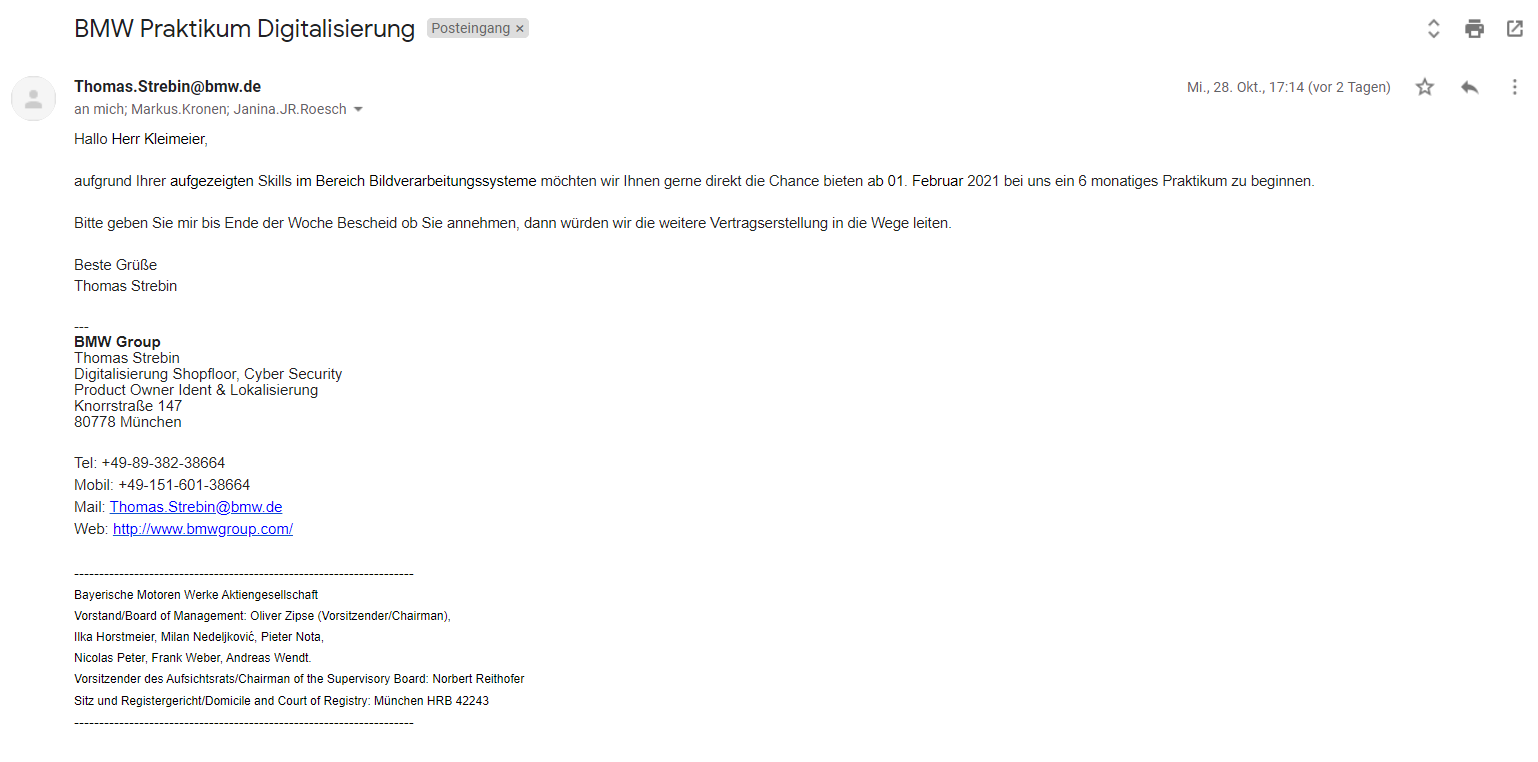 BMW Praktikum Digitalisierung Posteingang ×
Thomas.Strebin@bmw.de Mi., 28. Okt., 17:14 (vor 2 Tagen)
an mich; Markus.Kronen; Janina.JR.Roesch
Hallo Herr Kleimeier,
aufgrund Ihrer aufgezeigten Skills im Bereich Bildverarbeitungssysteme möchten wir Ihnen gerne direkt die Chance bieten ab 01. Februar 2021 bei uns ein 6 monatiges Praktikum zu beginnen.
Bitte geben Sie mir bis Ende der Woche Bescheid ob Sie annehmen, dann würden wir die weitere Vertragserstellung in die Wege leiten.
Beste Grüße
Thomas Strebin
---
BMW Group
Thomas Strebin
Digitalisierung Shopfloor, Cyber Security
Product Owner Ident & Lokalisierung
Knorrstraße 147
80778 München
Tel: +49-89-382-38664
Mobil: +49-151-601-38664
Mail: Thomas.Strebin@bmw.de
Web: http://www.bmwgroup.com/
--------------------------------------------------------------------
Bayerische Motoren Werke Aktiengesellschaft
Vorstand/Board of Management: Oliver Zipse (Vorsitzender/Chairman),
Ilka Horstmeier, Milan Nedeljković, Pieter Nota,
Nicolas Peter, Frank Weber, Andreas Wendt.
Vorsitzender des Aufsichtsrats/Chairman of the Supervisory Board: Norbert Reithofer
Sitz und Registergericht/Domicile and Court of Registry: München HRB 42243
--------------------------------------------------------------------